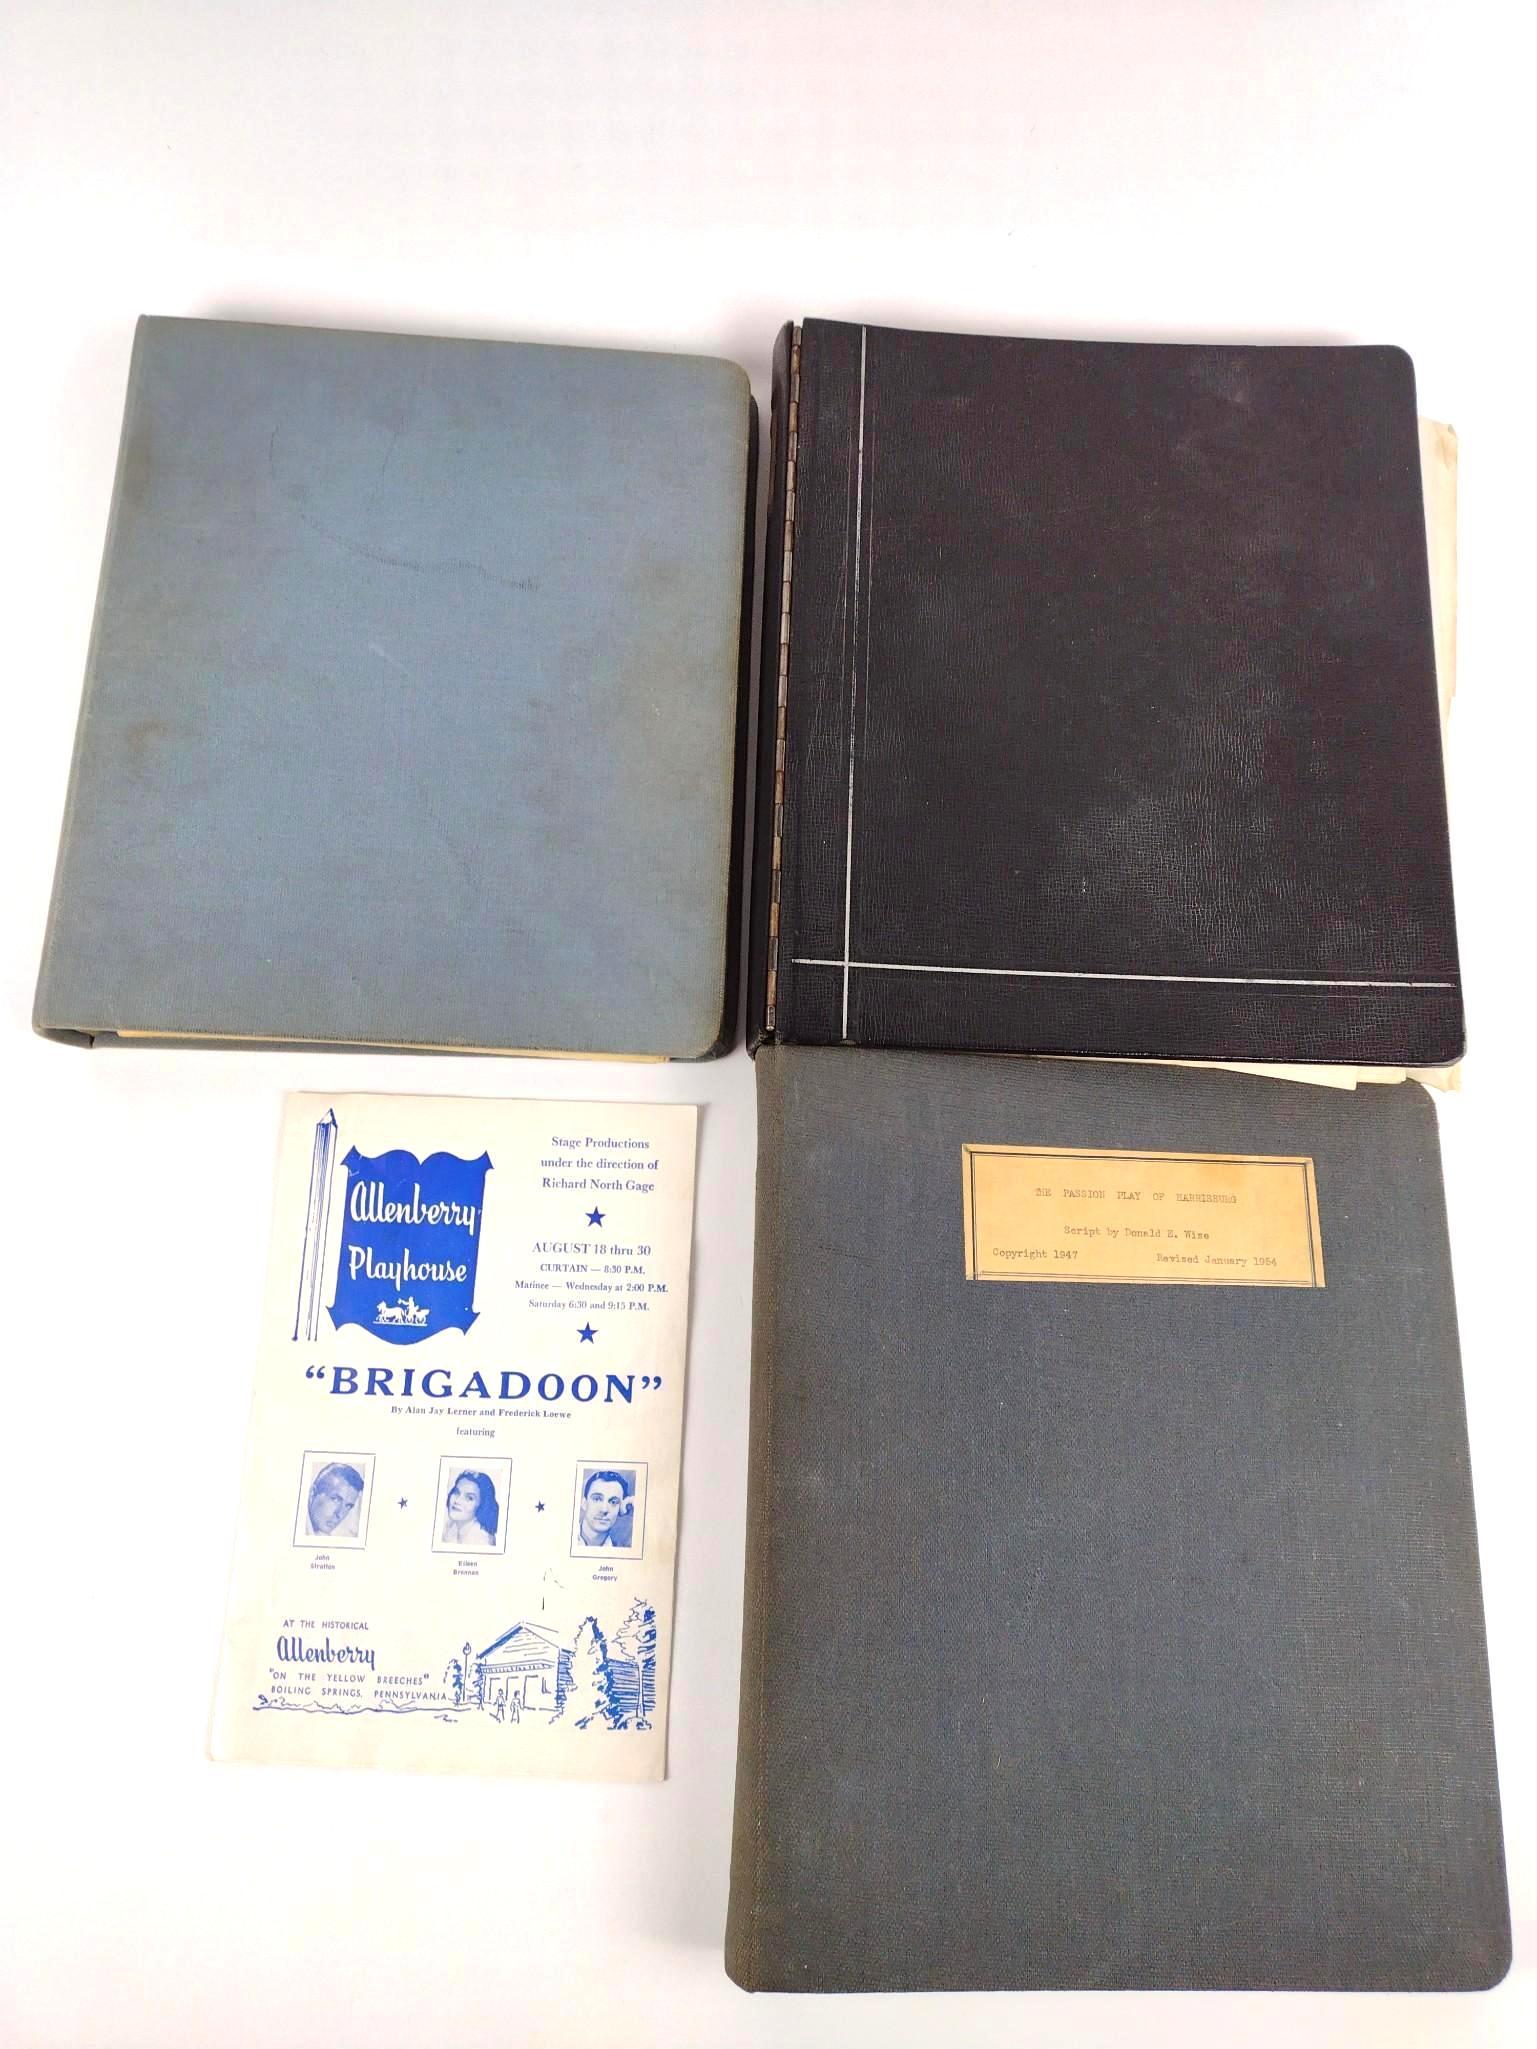 Allenberry
Playhouse
Stage Productions
under the direction of
Richard North Gage
AUGUST 18 thru 30
CURTAIN — 8:30 P.M.
Matinee — Wednesday at 2:00 P.M.
Saturday 6:30 and 9:15 P.M.
"BRIGADOON"
By Alan Jay Lerner and Frederick Loewe
featuring
John
Stratton
Eileen
Brennan
John
Gregory
AT THE HISTORICAL
Allenberry
"ON THE YELLOW BREECHES"
BOILING SPRINGS, PENNSYLVANIA
THE PASSION PLAY OF HARRISBURG
Script by Donald E. Wise
Copyright 1947 Revised January 1954